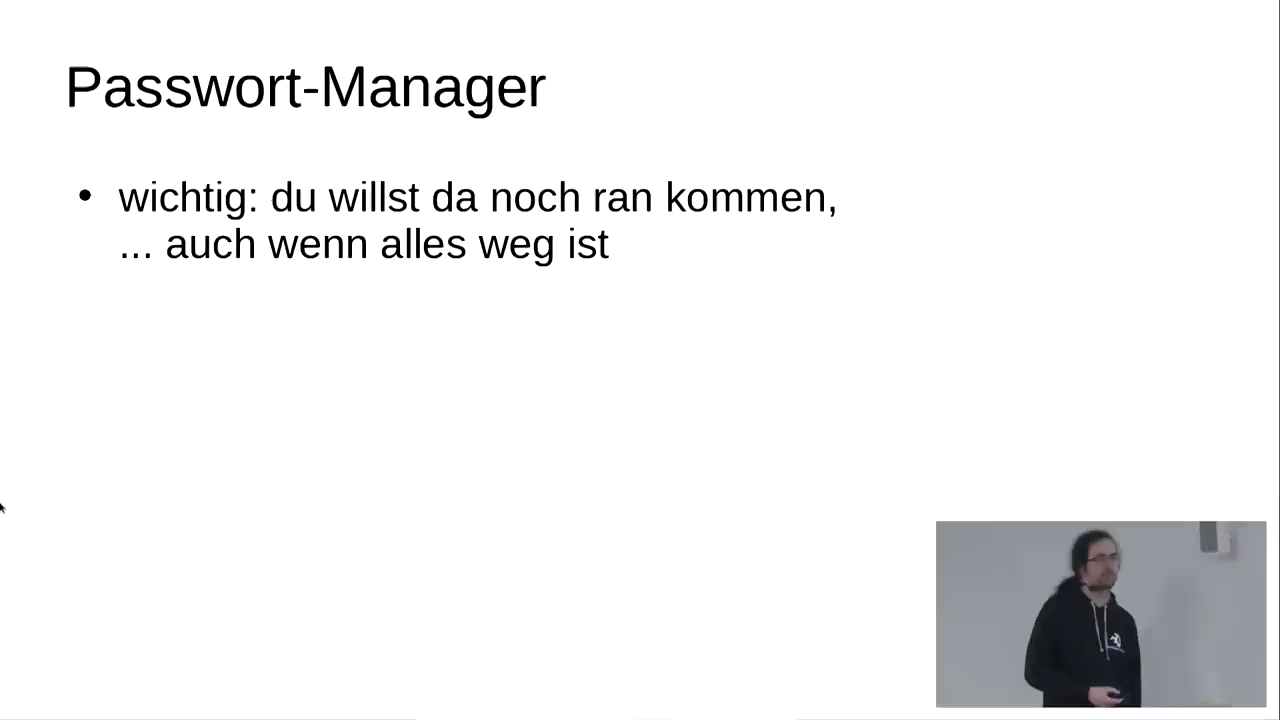 Passwort-Manager
• wichtig: du willst da noch ran kommen,
... auch wenn alles weg ist